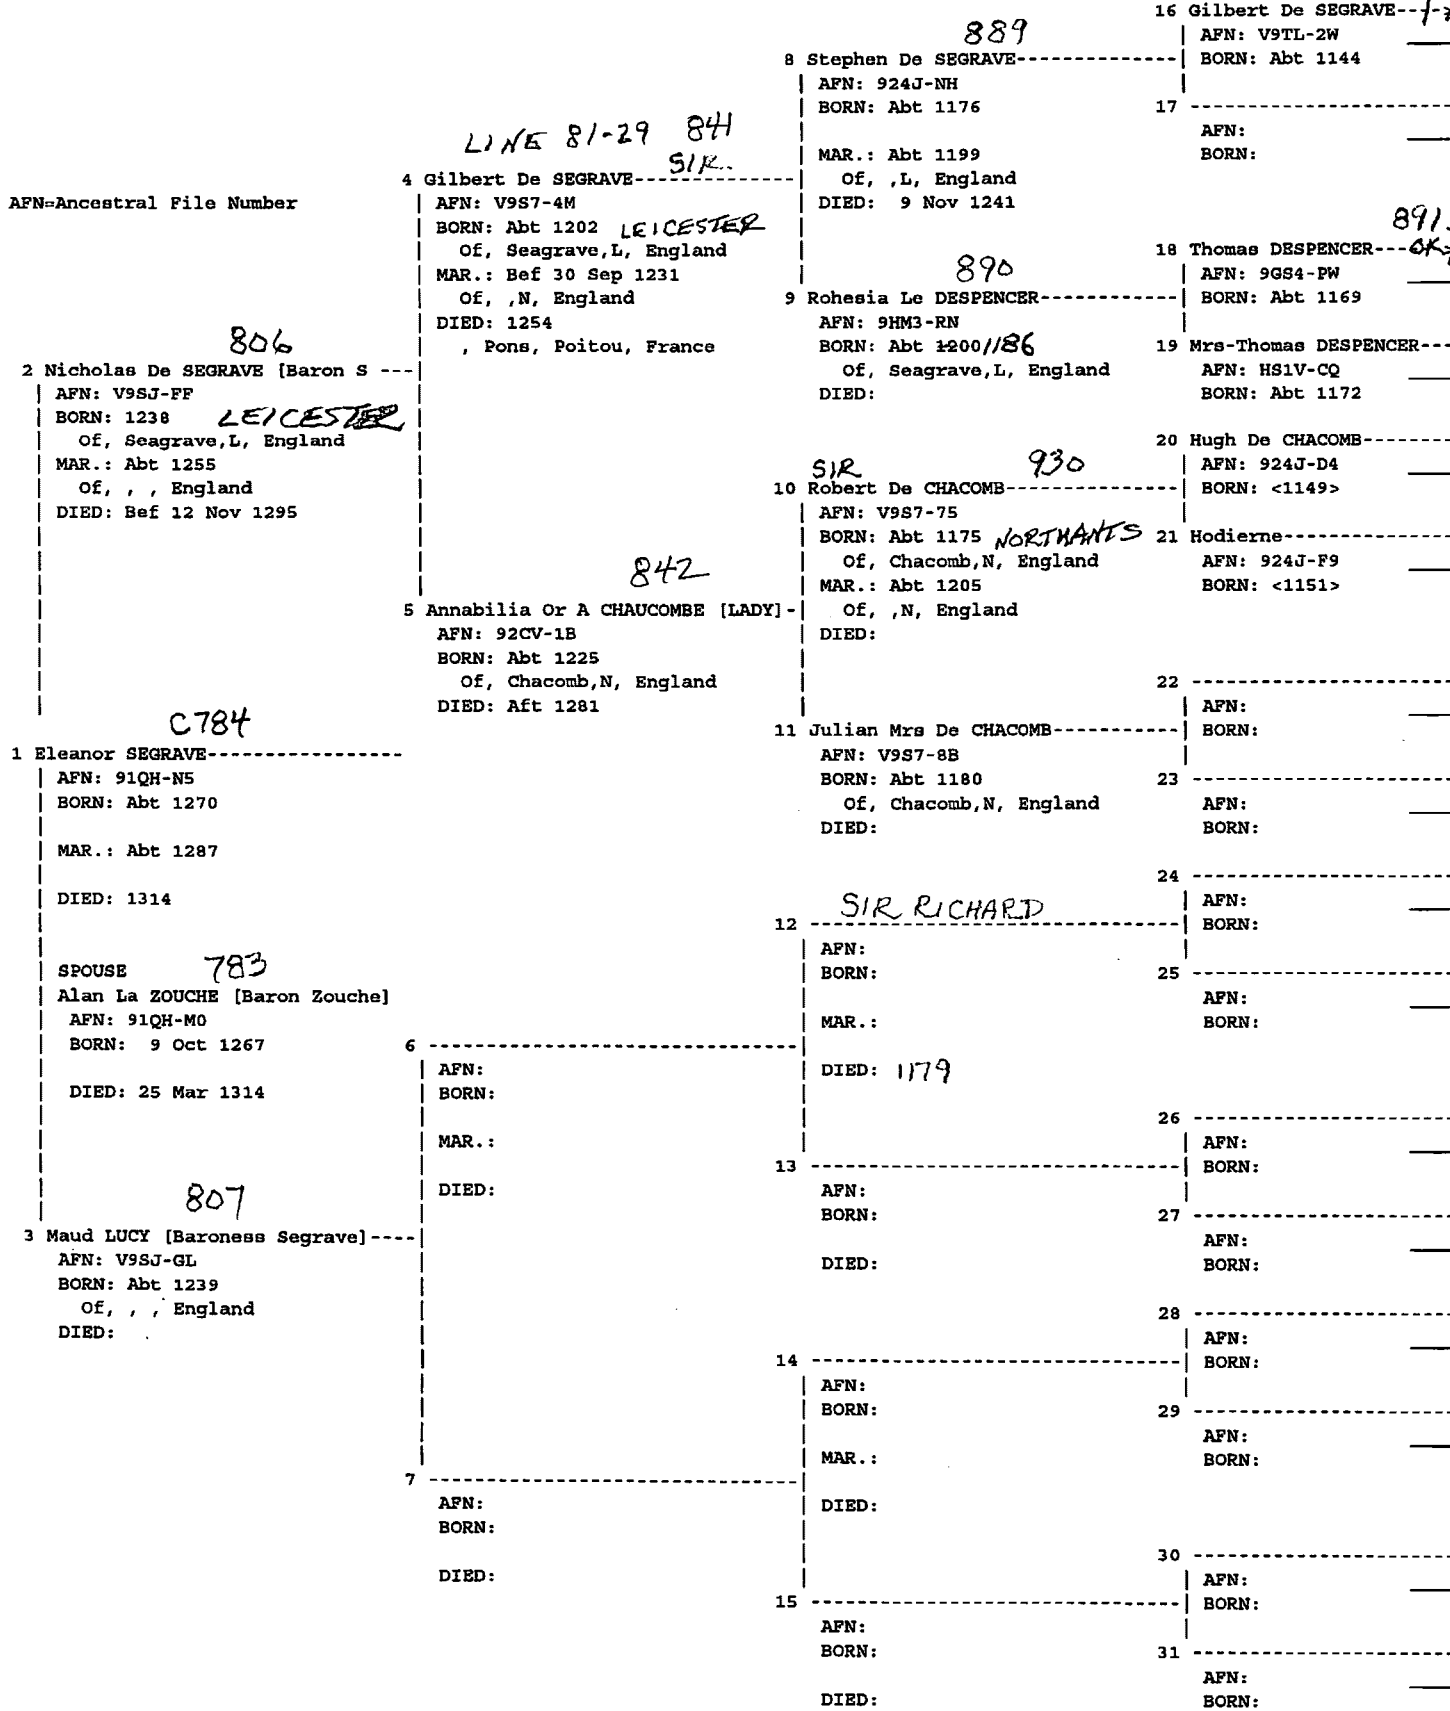 AFN=Ancestral File Number
C784
1 Eleanor SEGRAVE-----------------
AFN: 91QH-N5
BORN: Abt 1270
MAR.: Abt 1287
DIED: 1314
SPOUSE 783
Alan La ZOUCHE [Baron Zouche]
AFN: 91QH-M0
BORN: 9 Oct 1267
DIED: 25 Mar 1314
806
2 Nicholas De SEGRAVE [Baron S ---
AFN: V9SJ-FF
BORN: 1238 LEICESTER
Of, Seagrave,L, England
MAR.: Abt 1255
Of, , , England
DIED: Bef 12 Nov 1295
807
3 Maud LUCY [Baroness Segrave]----
AFN: V9SJ-GL
BORN: Abt 1239
Of, , , England
DIED:
LINE 81-29 841
SIR
4 Gilbert De SEGRAVE--------------
AFN: V9S7-4M
BORN: Abt 1202 LEICESTER
Of, Seagrave,L, England
MAR.: Bef 30 Sep 1231
Of, ,N, England
DIED: 1254
, Pons, Poitou, France
842
5 Annabilia Or A CHAUCOMBE [LADY]-
AFN: 92CV-1B
BORN: Abt 1225
Of, Chacomb,N, England
DIED: Aft 1281
6 --------------------------------
AFN:
BORN:
MAR.:
DIED:
7 --------------------------------
AFN:
BORN:
DIED:
889
8 Stephen De SEGRAVE--------------
AFN: 924J-NH
BORN: Abt 1176
MAR.: Abt 1199
Of, ,L, England
DIED: 9 Nov 1241
890
9 Rohesia Le DESPENCER------------
AFN: 9HM3-RN
BORN: Abt 1200/1186
Of, Seagrave,L, England
DIED:
SIR 930
10 Robert De CHACOMB---------------
AFN: V9S7-75
BORN: Abt 1175 NORTHANTS
Of, Chacomb,N, England
MAR.: Abt 1205
Of, ,N, England
DIED:
11 Julian Mrs De CHACOMB-----------
AFN: V9S7-8B
BORN: Abt 1180
Of, Chacomb,N, England
DIED:
SIR RICHARD
12 --------------------------------
AFN:
BORN:
MAR.:
DIED: 1179
13 --------------------------------
AFN:
BORN:
DIED:
14 --------------------------------
AFN:
BORN:
MAR.:
DIED:
15 --------------------------------
AFN:
BORN:
DIED:
16 Gilbert De SEGRAVE---
AFN: V9TL-2W
BORN: Abt 1144
17 ----------------------
AFN:
BORN:
891
18 Thomas DESPENCER--- OK
AFN: 9GS4-PW
BORN: Abt 1169
19 Mrs-Thomas DESPENCER---
AFN: HS1V-CQ
BORN: Abt 1172
20 Hugh De CHACOMB--------
AFN: 924J-D4
BORN: <1149>
21 Hodierne---------------
AFN: 924J-F9
BORN: <1151>
22 ----------------------
AFN:
BORN:
23 ----------------------
AFN:
BORN:
24 ----------------------
AFN:
BORN:
25 ----------------------
AFN:
BORN:
26 ----------------------
AFN:
BORN:
27 ----------------------
AFN:
BORN:
28 ----------------------
AFN:
BORN:
29 ----------------------
AFN:
BORN:
30 ----------------------
AFN:
BORN:
31 ----------------------
AFN:
BORN: